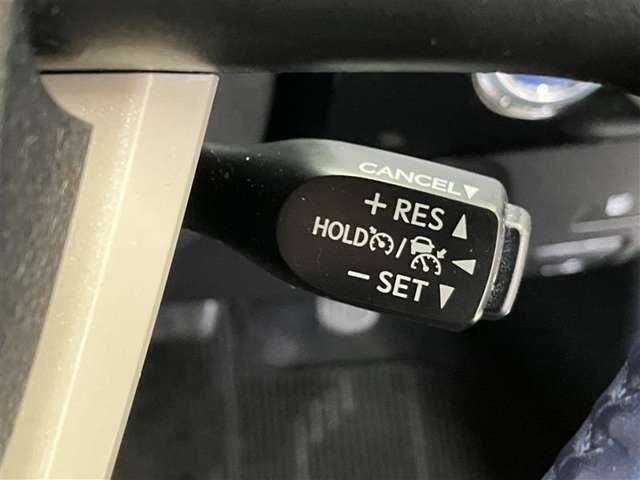 CANCEL▼
+ RES ▲
HOLD / ◀
− SET ▼